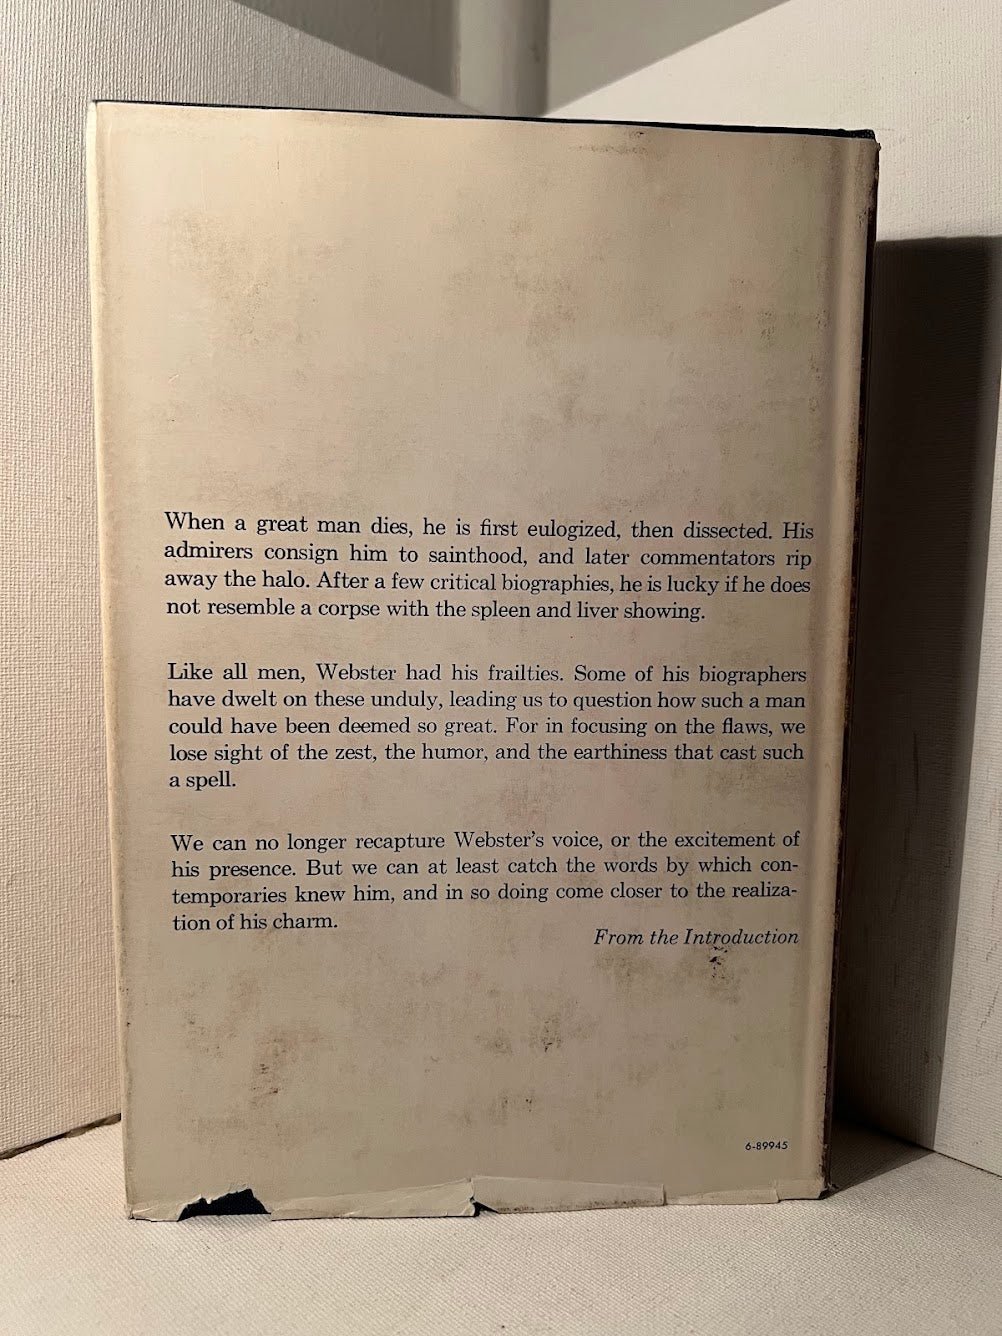 When a great man dies, he is first eulogized, then dissected. His
admirers consign him to sainthood, and later commentators rip
away the halo. After a few critical biographies, he is lucky if he does
not resemble a corpse with the spleen and liver showing.
Like all men, Webster had his frailties. Some of his biographers
have dwelt on these unduly, leading us to question how such a man
could have been deemed so great. For in focusing on the flaws, we
lose sight of the zest, the humor, and the earthiness that cast such
a spell.
We can no longer recapture Webster's voice, or the excitement of
his presence. But we can at least catch the words by which con-
temporaries knew him, and in so doing come closer to the realiza-
tion of his charm.
From the Introduction
6-89945